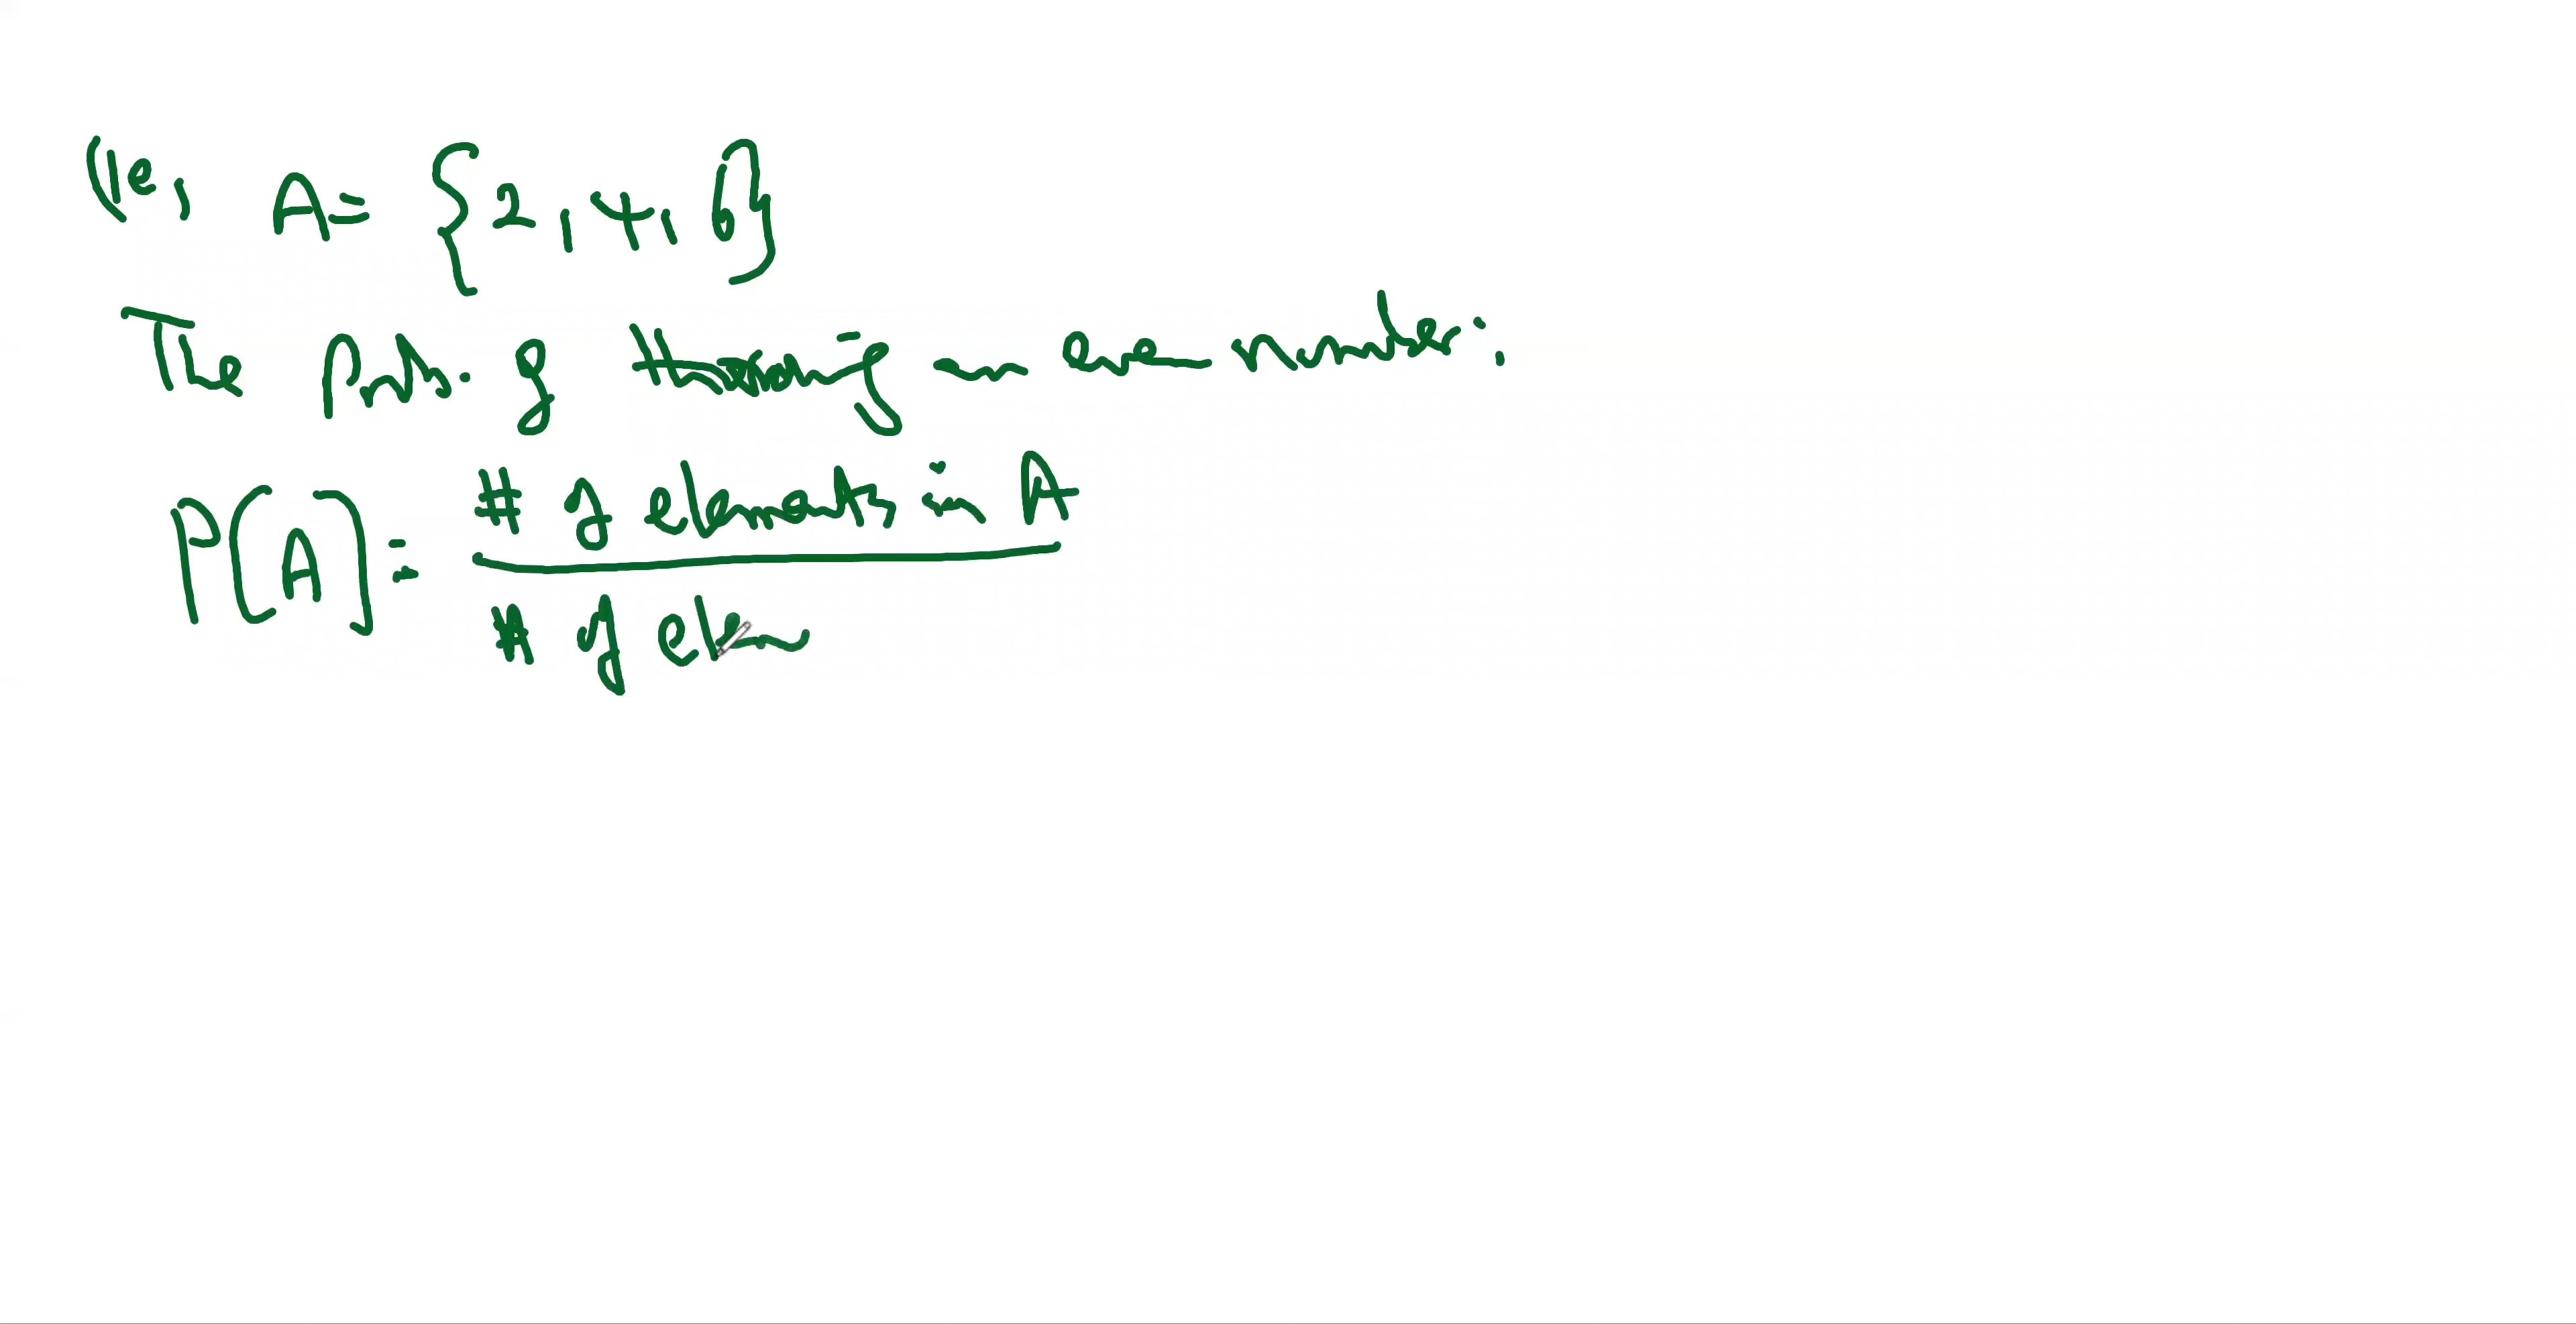 (ie, A = {2, 4, 6}
The Prob. of throwing an even number:
P[A] = # of elements in A
# of elem